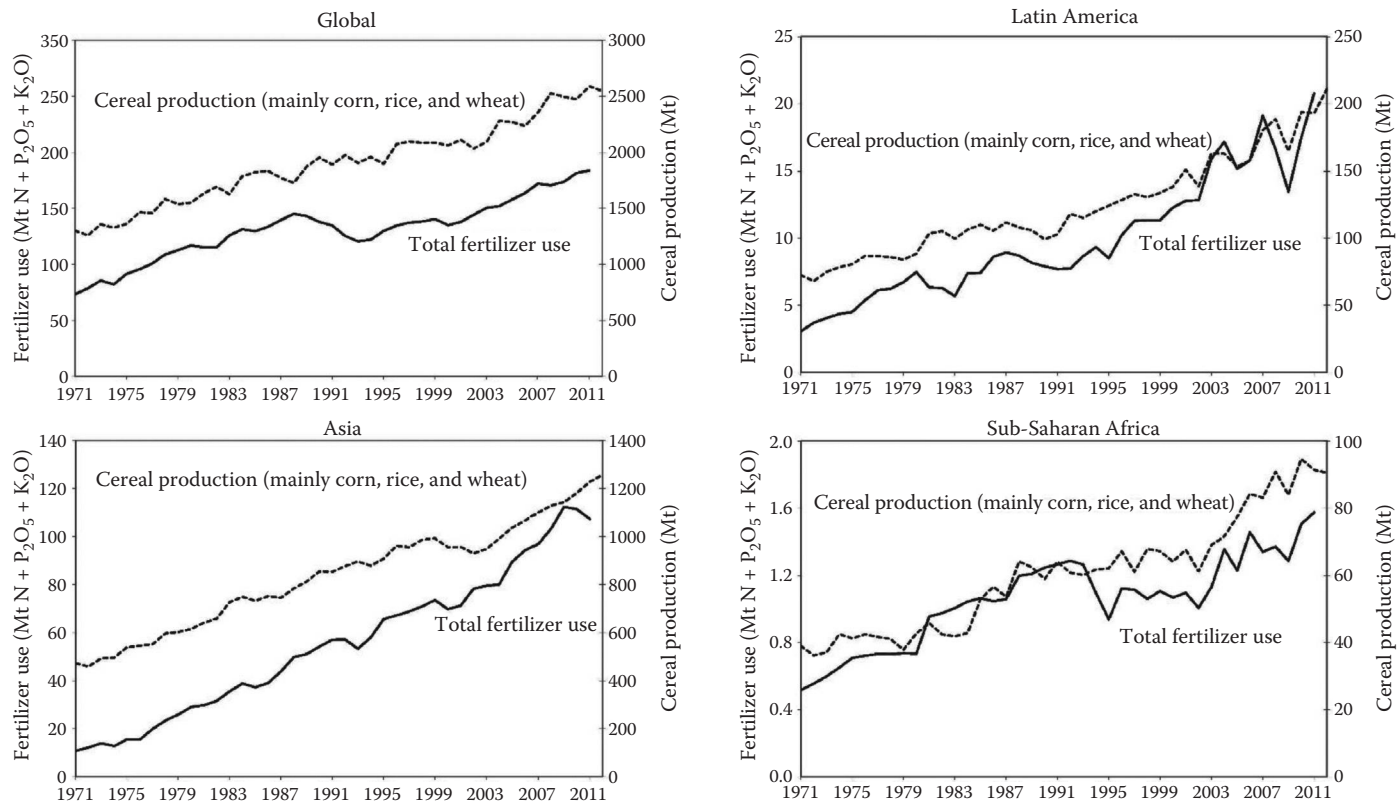 Global
Fertilizer use (Mt N + P₂O₅ + K₂O)
350
300
250
200
150
100
50
0
Cereal production (mainly corn, rice, and wheat)
Total fertilizer use
3000
2500
2000
1500
1000
500
0
Cereal production (Mt)
1971 1975 1979 1983 1987 1991 1995 1999 2003 2007 2011
Latin America
Fertilizer use (Mt N + P₂O₅ + K₂O)
25
20
15
10
5
0
Cereal production (mainly corn, rice, and wheat)
Total fertilizer use
250
200
150
100
50
0
Cereal production (Mt)
1971 1975 1979 1983 1987 1991 1995 1999 2003 2007 2011
Asia
Fertilizer use (Mt N + P₂O₅ + K₂O)
140
120
100
80
60
40
20
0
Cereal production (mainly corn, rice, and wheat)
Total fertilizer use
1400
1200
1000
800
600
400
200
0
Cereal production (Mt)
1971 1975 1979 1983 1987 1991 1995 1999 2003 2007 2011
Sub-Saharan Africa
Fertilizer use (Mt N + P₂O₅ + K₂O)
2.0
1.6
1.2
0.8
0.4
0.0
Cereal production (mainly corn, rice, and wheat)
Total fertilizer use
100
80
60
40
20
0
Cereal production (Mt)
1971 1975 1979 1983 1987 1991 1995 1999 2003 2007 2011